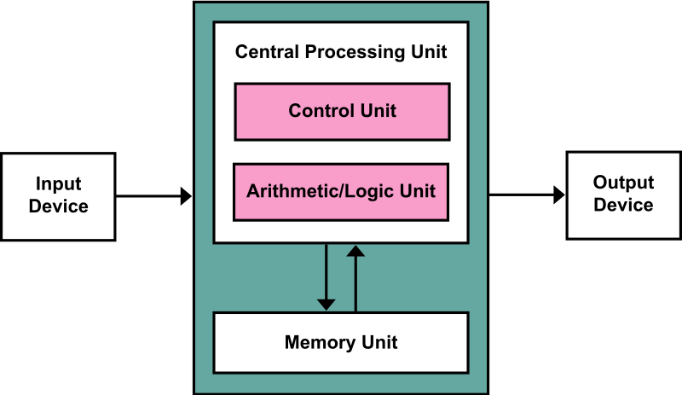 Central Processing Unit
Control Unit
Input
Device
Arithmetic/Logic Unit
Output
Device
Memory Unit